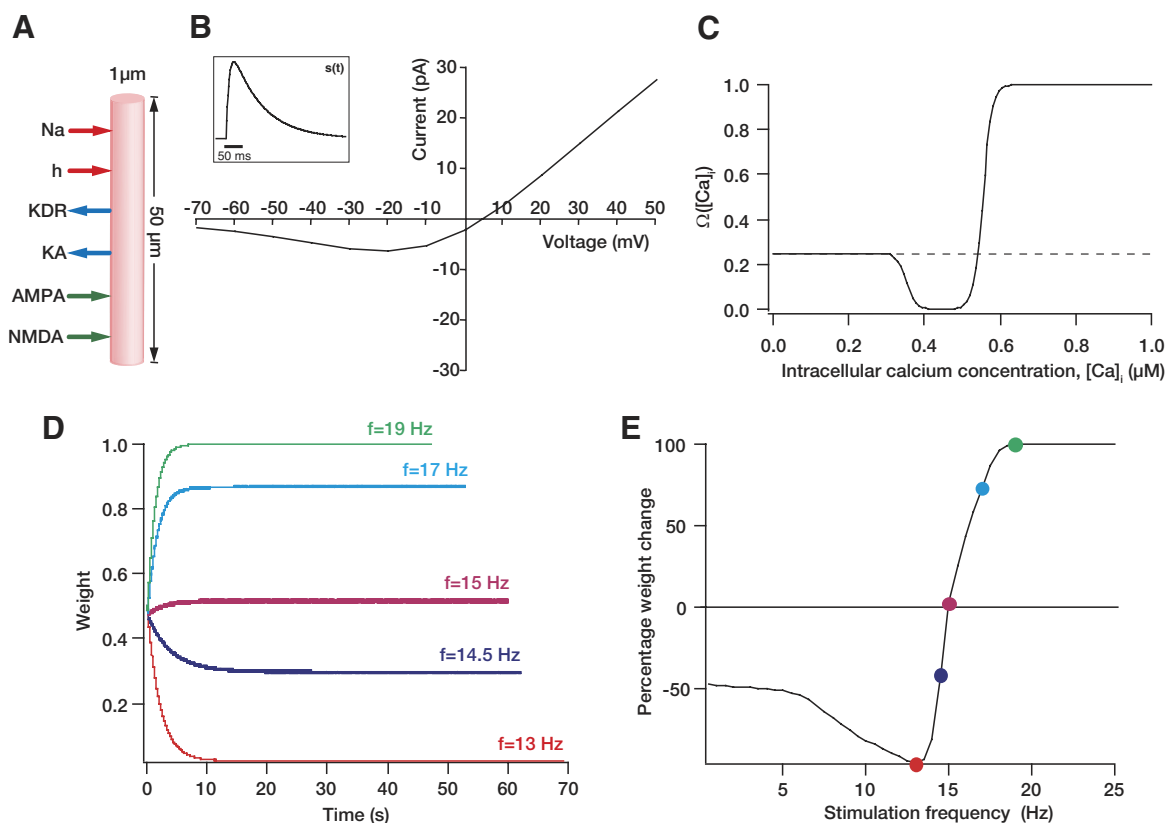 A
1µm
Na
h
KDR
KA
AMPA
NMDA
50 µm
B
s(t)
50 ms
Current (pA)
30
20
10
-10
-20
-30
-70 -60 -50 -40 -30 -20 -10 10 20 30 40 50
Voltage (mV)
C
Ω([Ca]i)
1.0
0.8
0.6
0.4
0.2
0.0
0.0 0.2 0.4 0.6 0.8 1.0
Intracellular calcium concentration, [Ca]i (µM)
D
Weight
1.0
0.8
0.6
0.4
0.2
f=19 Hz
f=17 Hz
f=15 Hz
f=14.5 Hz
f=13 Hz
0 10 20 30 40 50 60 70
Time (s)
E
Percentage weight change
100
50
0
-50
5 10 15 20 25
Stimulation frequency (Hz)